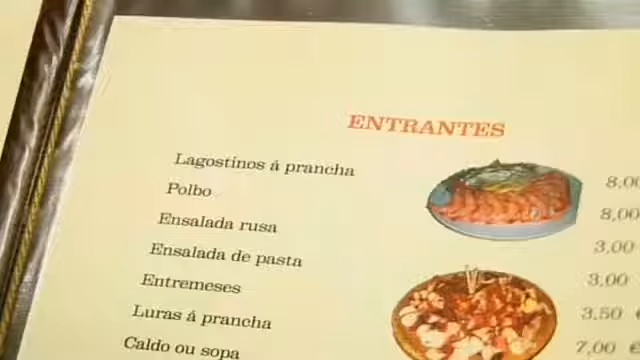 ENTRANTES
Lagostinos á prancha 8,00
Polbo 8,00
Ensalada rusa 3,00
Ensalada de pasta 3,00
Entremeses 3,50 €
Luras á prancha 7,00 €
Caldo ou sopa